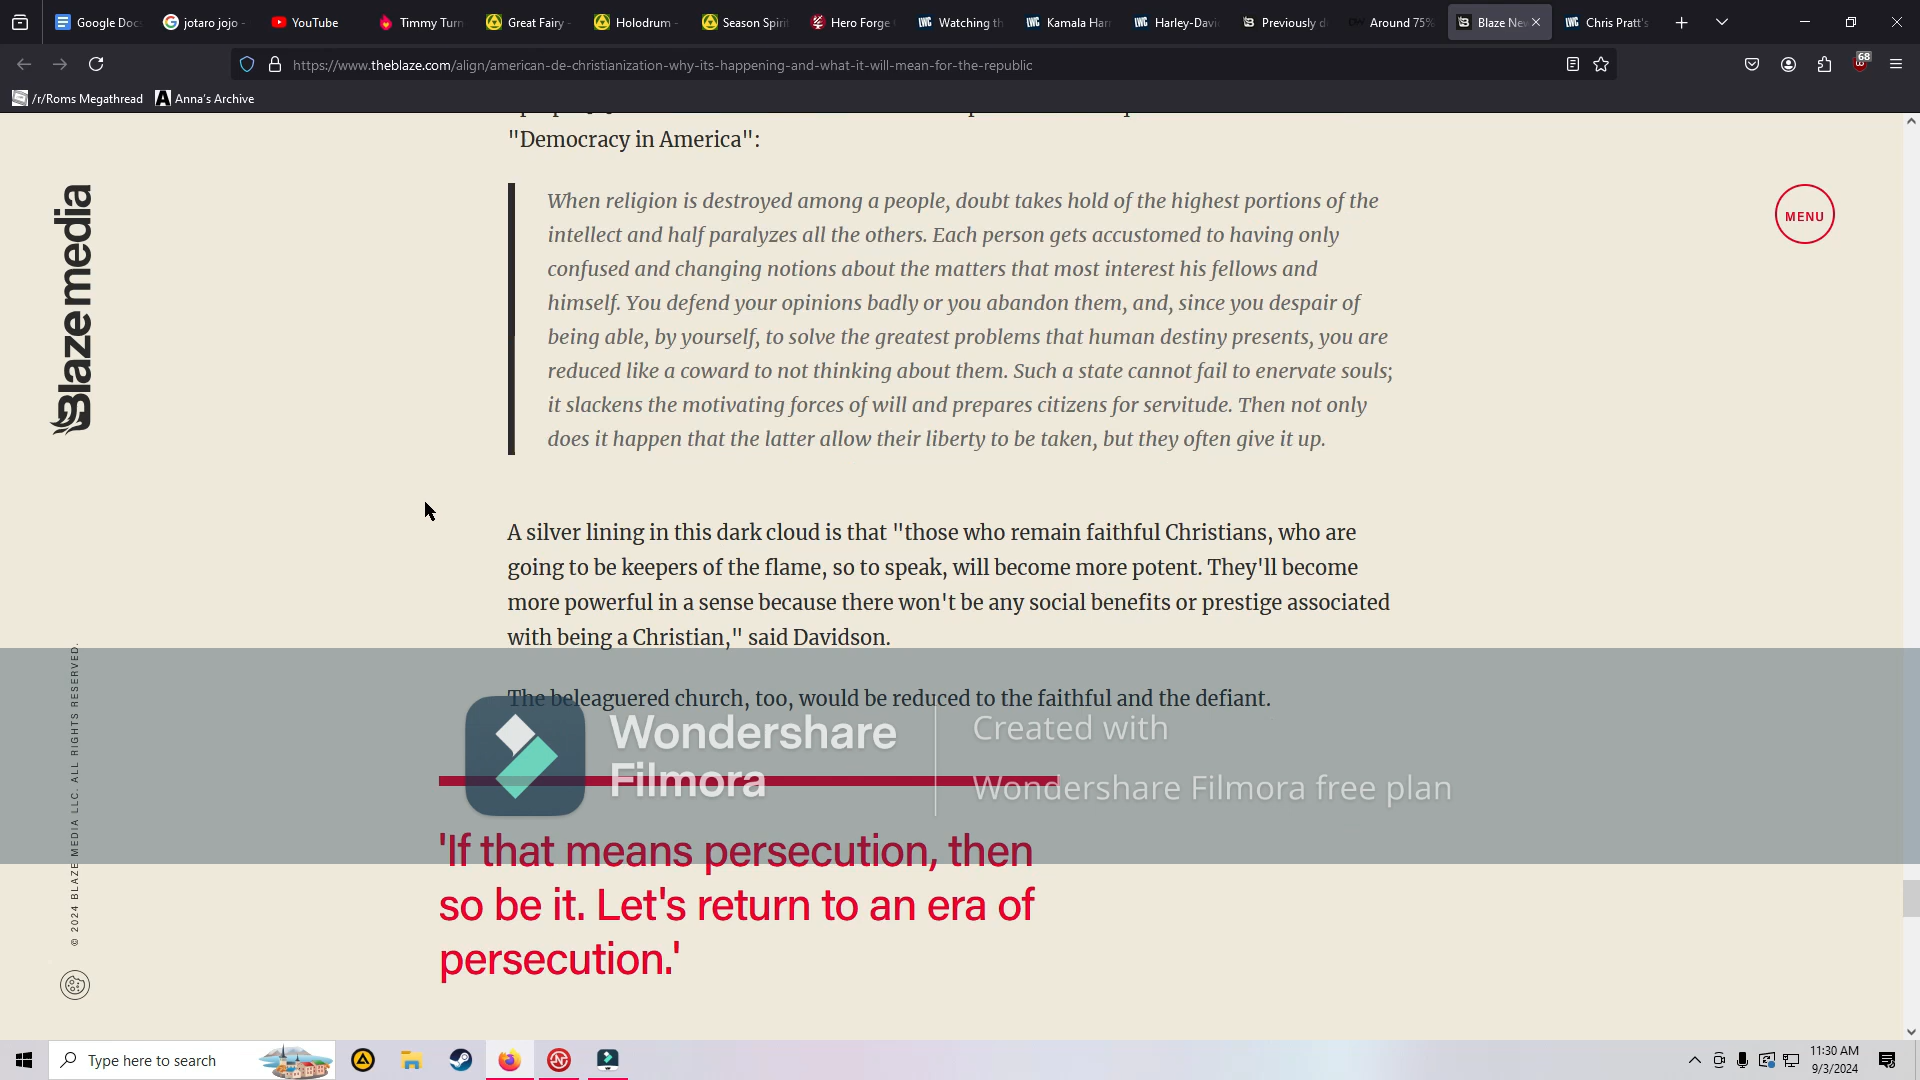 Google Doc
jotaro jojo -
YouTube
Timmy Turn
Great Fairy -
Holodrum -
Season Spiri
Hero Forge
Watching th
Kamala Har
Harley-Davi
Previously d
Around 75%
Blaze Ne
Chris Pratt's
https://www.theblaze.com/align/american-de-christianization-why-its-happening-and-what-it-will-mean-for-the-republic
68
/r/Roms Megathread
Anna's Archive
"Democracy in America":
Blaze media
MENU
When religion is destroyed among a people, doubt takes hold of the highest portions of the
intellect and half paralyzes all the others. Each person gets accustomed to having only
confused and changing notions about the matters that most interest his fellows and
himself. You defend your opinions badly or you abandon them, and, since you despair of
being able, by yourself, to solve the greatest problems that human destiny presents, you are
reduced like a coward to not thinking about them. Such a state cannot fail to enervate souls;
it slackens the motivating forces of will and prepares citizens for servitude. Then not only
does it happen that the latter allow their liberty to be taken, but they often give it up.
A silver lining in this dark cloud is that "those who remain faithful Christians, who are
going to be keepers of the flame, so to speak, will become more potent. They'll become
more powerful in a sense because there won't be any social benefits or prestige associated
with being a Christian," said Davidson.
The beleaguered church, too, would be reduced to the faithful and the defiant.
Wondershare
Filmora
Created with
Wondershare Filmora free plan
'If that means persecution, then
so be it. Let's return to an era of
persecution.'
© 2024 BLAZE MEDIA LLC. ALL RIGHTS RESERVED.
Type here to search
11:30 AM
9/3/2024